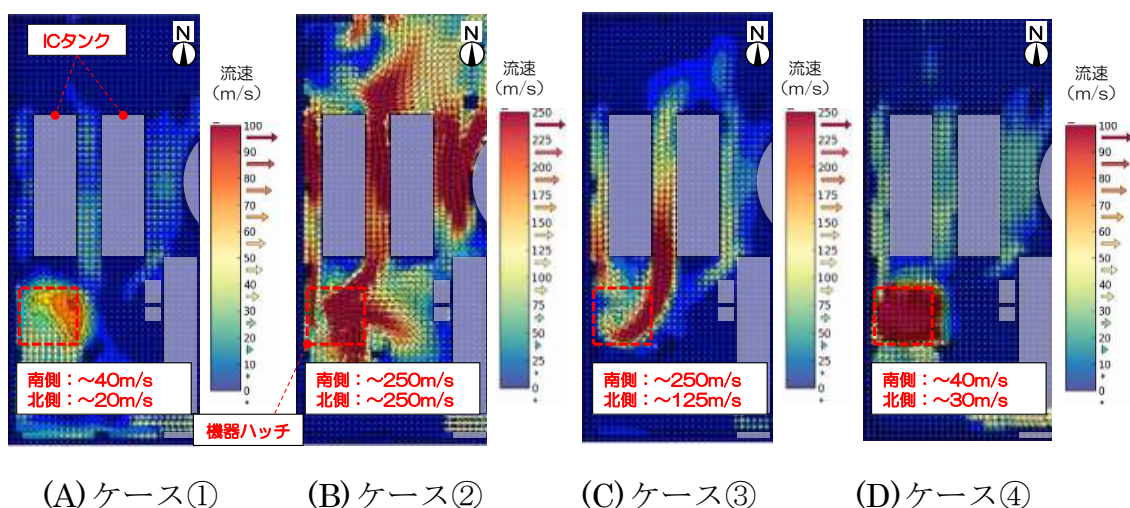 ICタンク
N
流速
(m/s)
100
90
80
70
60
50
40
30
20
10
0
南側：～40m/s
北側：～20m/s
N
流速
(m/s)
250
225
200
175
150
125
100
75
50
25
0
南側：～250m/s
北側：～250m/s
機器ハッチ
N
流速
(m/s)
250
225
200
175
150
125
100
75
50
25
0
南側：～250m/s
北側：～125m/s
N
流速
(m/s)
100
90
80
70
60
50
40
30
20
10
0
南側：～40m/s
北側：～30m/s
(A) ケース①
(B) ケース②
(C) ケース③
(D) ケース④